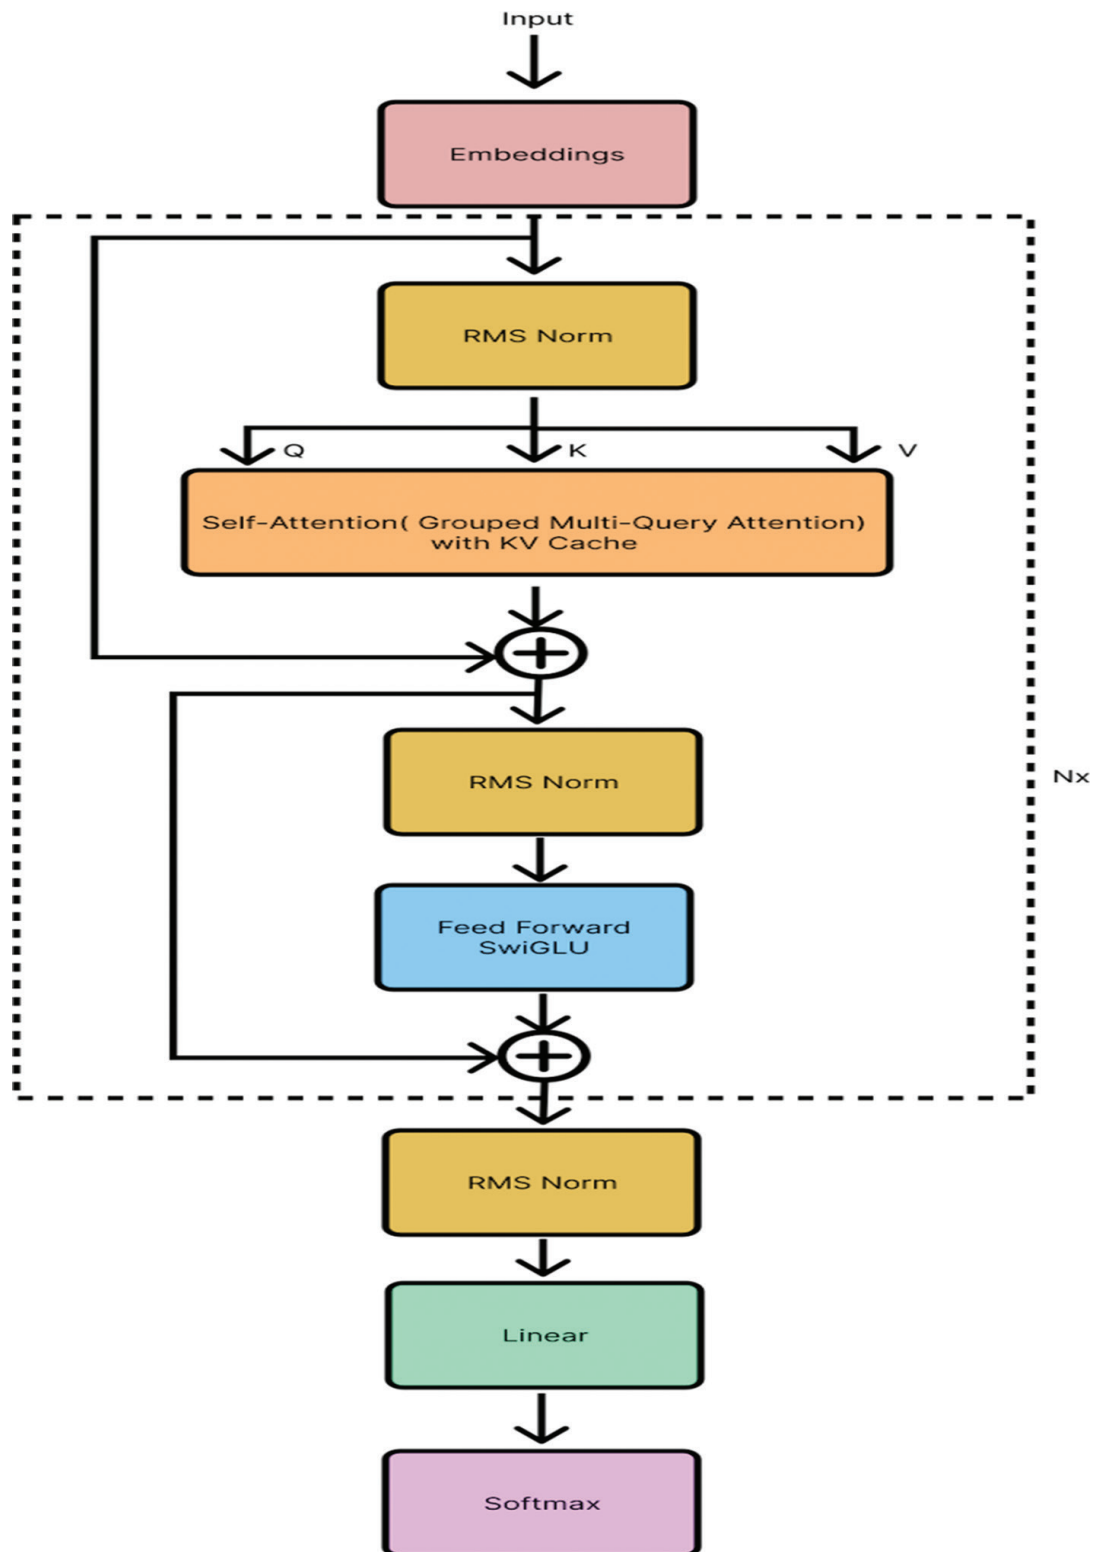 Input
Embeddings
RMS Norm
Q
K
V
Self-Attention( Grouped Multi-Query Attention)
with KV Cache
RMS Norm
Nx
Feed Forward
SwiGLU
RMS Norm
Linear
Softmax